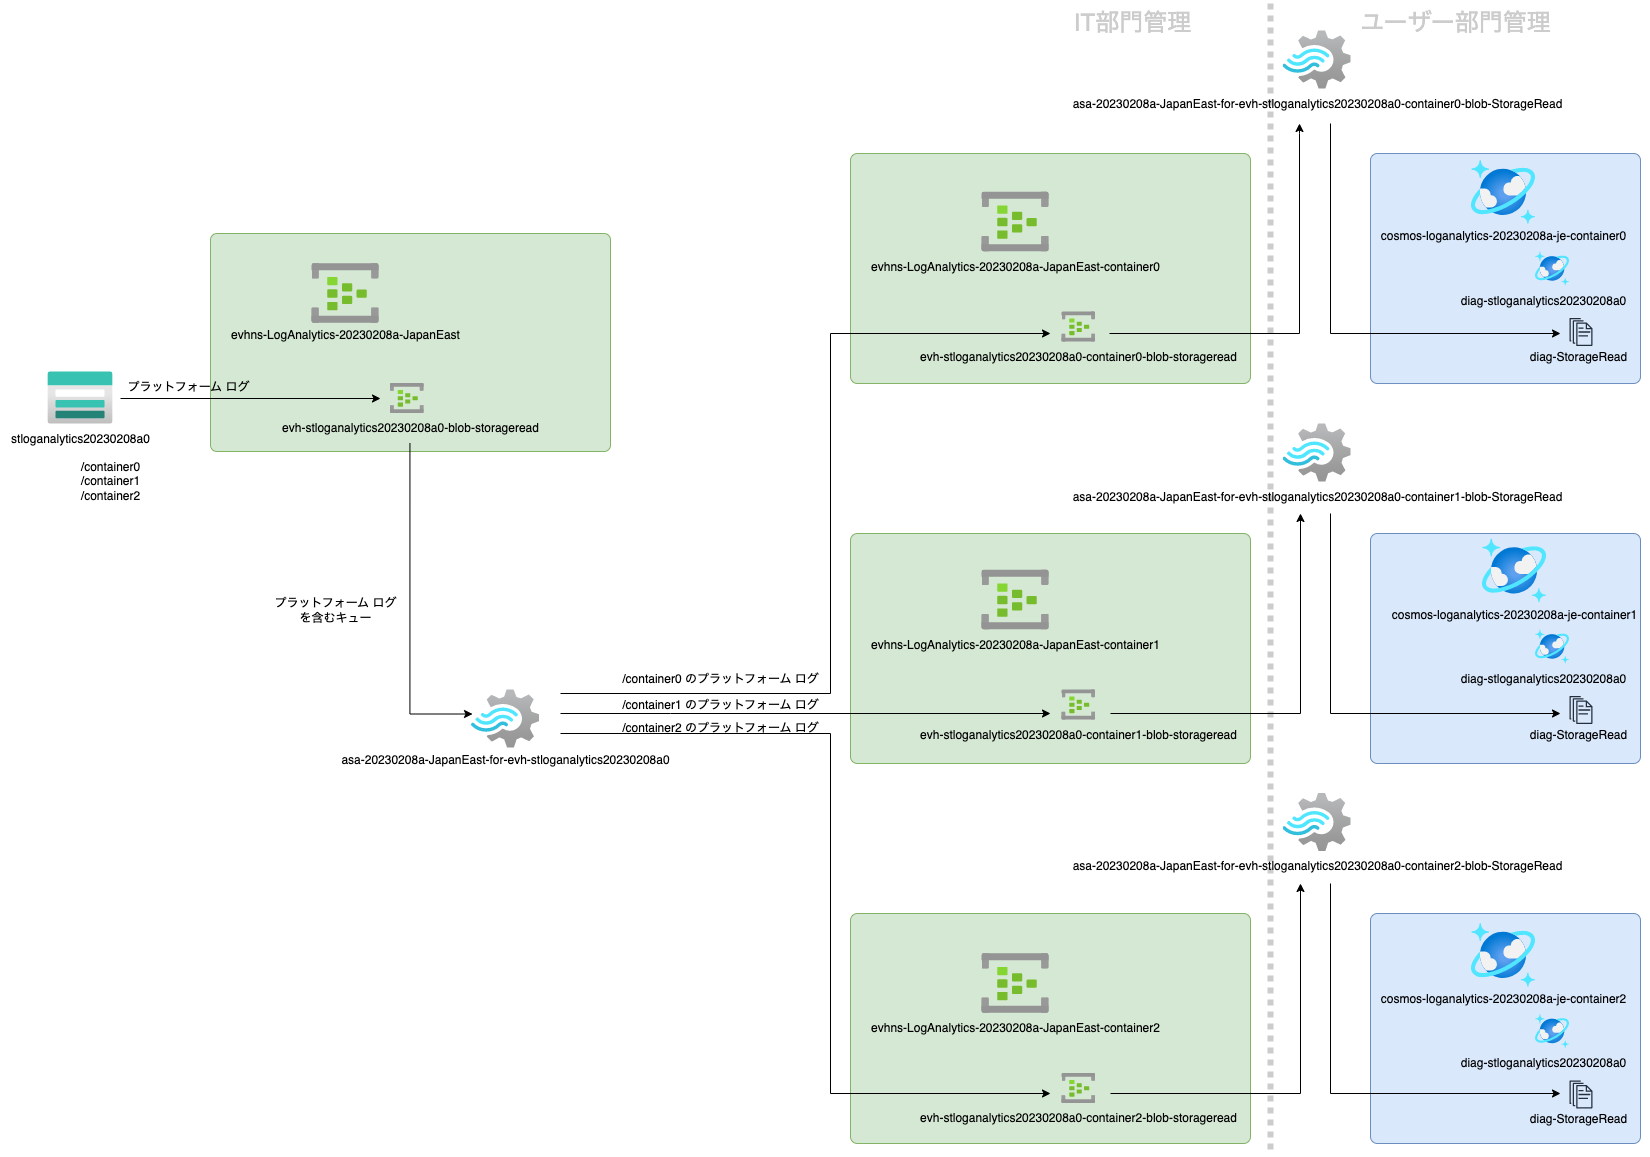 IT部門管理
ユーザー部門管理
asa-20230208a-JapanEast-for-evh-stloganalytics20230208a0-container0-blob-StorageRead
evhns-LogAnalytics-20230208a-JapanEast-container0
evh-stloganalytics20230208a0-container0-blob-storageread
cosmos-loganalytics-20230208a-je-container0
diag-stloganalytics20230208a0
diag-StorageRead
evhns-LogAnalytics-20230208a-JapanEast
プラットフォーム ログ
evh-stloganalytics20230208a0-blob-storageread
stloganalytics20230208a0
/container0
/container1
/container2
asa-20230208a-JapanEast-for-evh-stloganalytics20230208a0-container1-blob-StorageRead
プラットフォーム ログ
を含むキュー
evhns-LogAnalytics-20230208a-JapanEast-container1
evh-stloganalytics20230208a0-container1-blob-storageread
cosmos-loganalytics-20230208a-je-container1
diag-stloganalytics20230208a0
diag-StorageRead
/container0 のプラットフォーム ログ
/container1 のプラットフォーム ログ
/container2 のプラットフォーム ログ
asa-20230208a-JapanEast-for-evh-stloganalytics20230208a0
asa-20230208a-JapanEast-for-evh-stloganalytics20230208a0-container2-blob-StorageRead
evhns-LogAnalytics-20230208a-JapanEast-container2
evh-stloganalytics20230208a0-container2-blob-storageread
cosmos-loganalytics-20230208a-je-container2
diag-stloganalytics20230208a0
diag-StorageRead